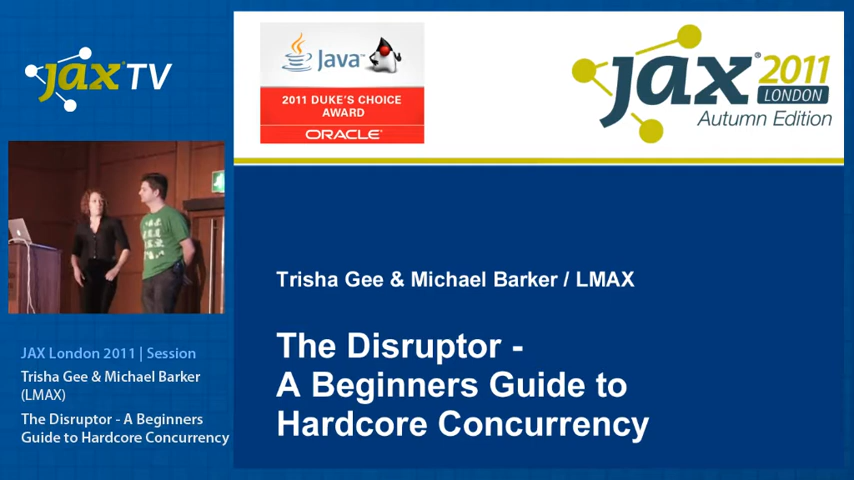 jax TV
JAX London 2011 | Session
Trisha Gee & Michael Barker
(LMAX)
The Disruptor - A Beginners
Guide to Hardcore Concurrency
Java™
2011 DUKE'S CHOICE
AWARD
ORACLE
jax® 2011
LONDON
Autumn Edition
Trisha Gee & Michael Barker / LMAX
The Disruptor -
A Beginners Guide to
Hardcore Concurrency